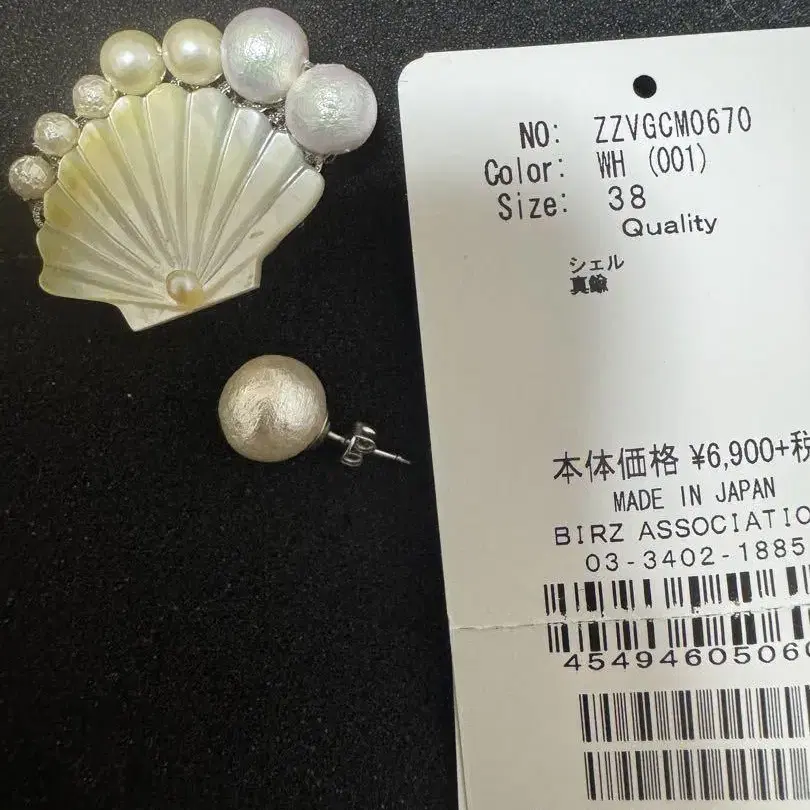 NO: ZZVGCM0670
Color: WH (001)
Size: 38
Quality
シェル
真鍮
本体価格 ¥6,900+税
MADE IN JAPAN
BIRZ ASSOCIATIO
03-3402-1885
45494605060